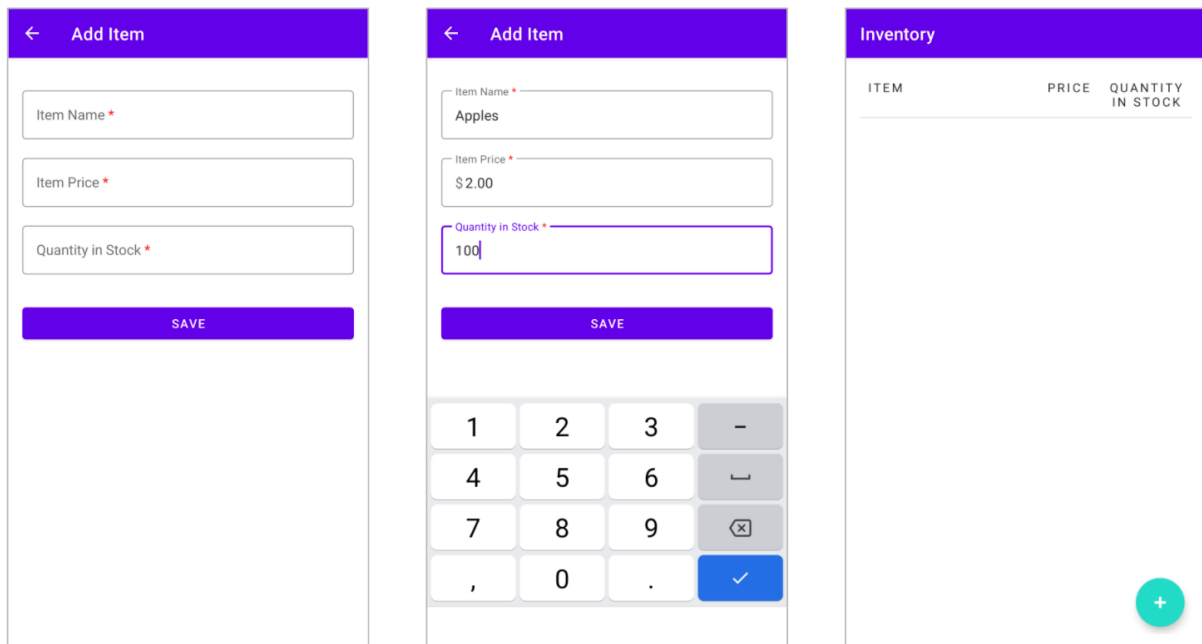 Add Item
Item Name *
Item Price *
Quantity in Stock *
SAVE
Add Item
Item Name *
Apples
Item Price *
$ 2.00
Quantity in Stock *
100
SAVE
1 2 3 –
4 5 6
7 8 9
, 0 .
Inventory
ITEM PRICE QUANTITY
IN STOCK
+